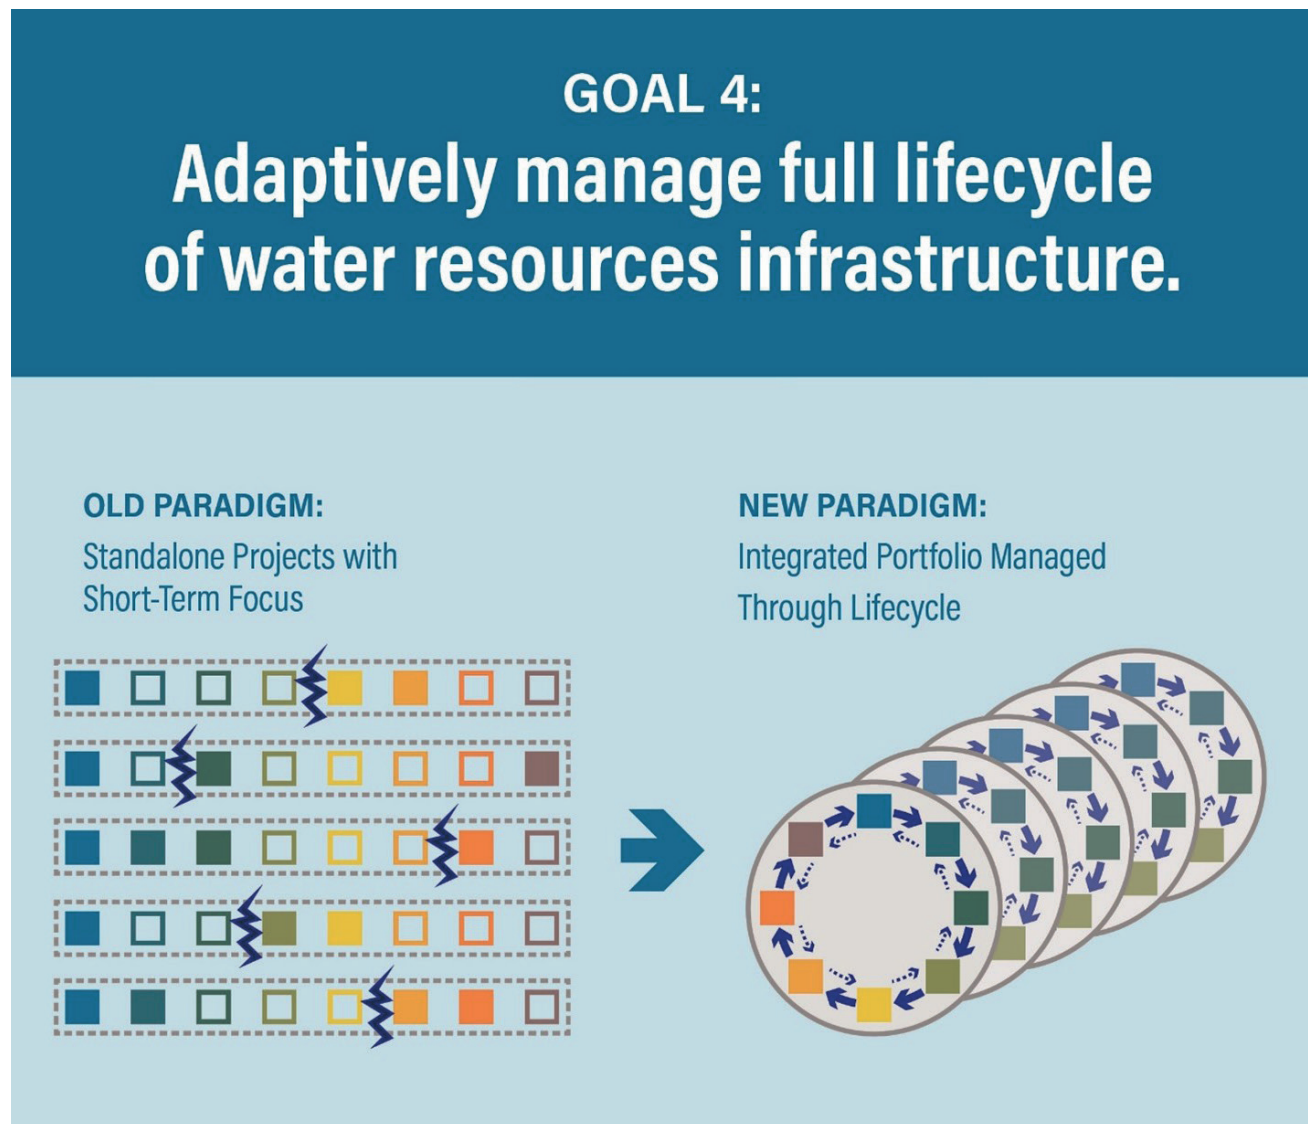 GOAL 4:
Adaptively manage full lifecycle
of water resources infrastructure.
OLD PARADIGM:
Standalone Projects with
Short-Term Focus
NEW PARADIGM:
Integrated Portfolio Managed
Through Lifecycle